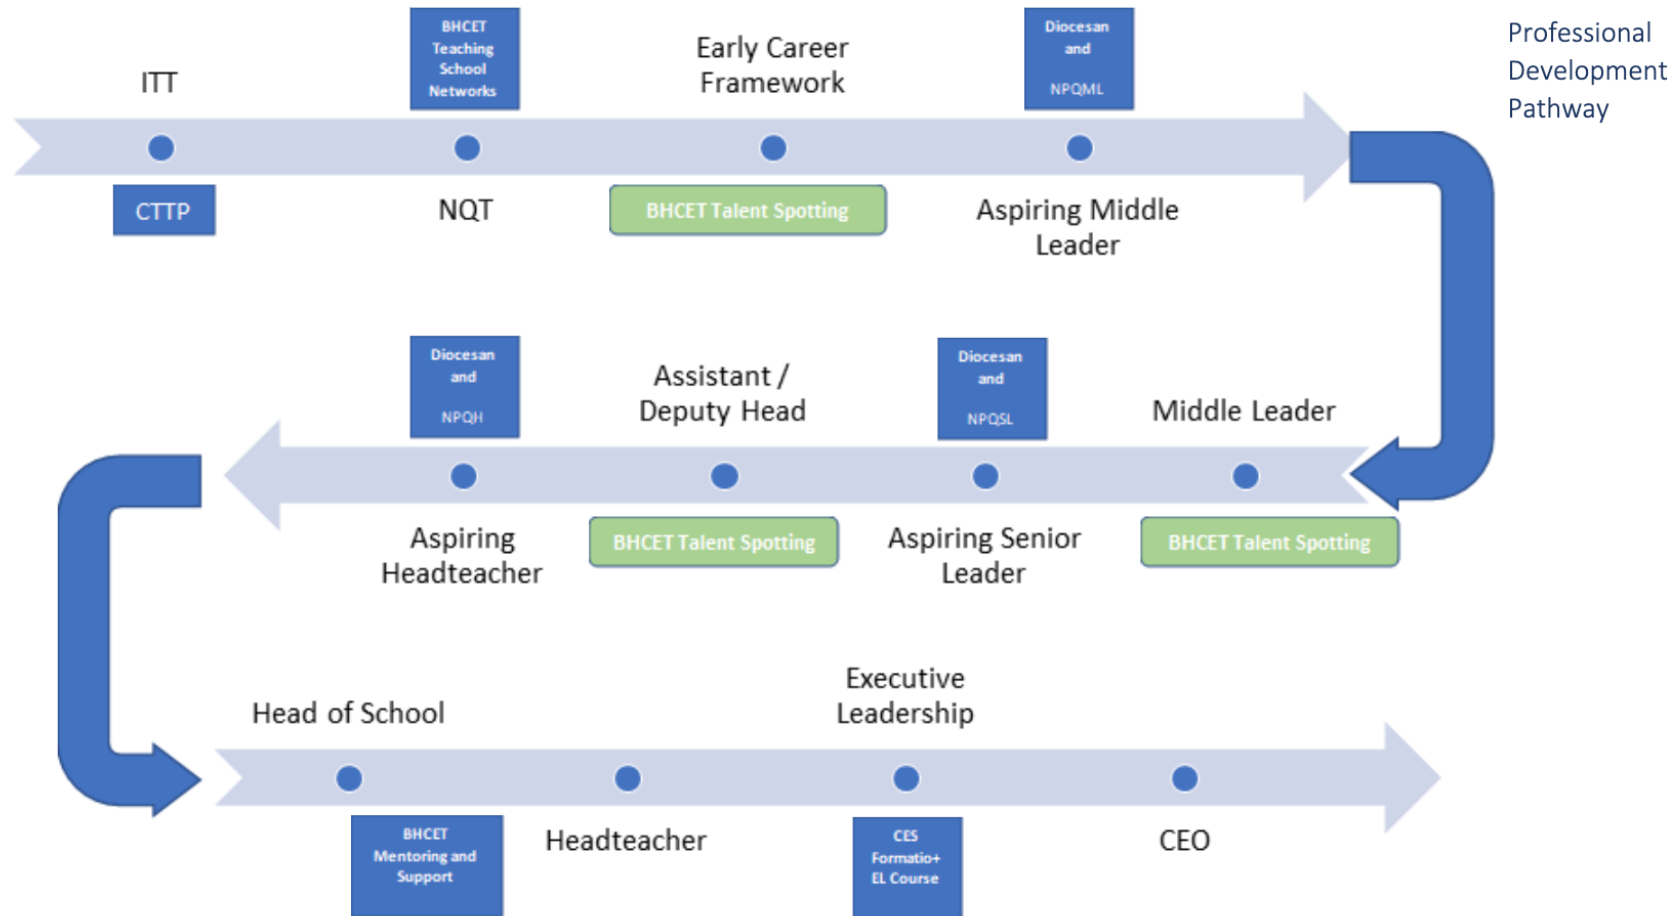 Professional
Development
Pathway
ITT
BHCET
Teaching
School
Networks
Early Career
Framework
Diocesan
and
NPQML
CTTP
NQT
BHCET Talent Spotting
Aspiring Middle
Leader
Diocesan
and
NPQH
Assistant /
Deputy Head
Diocesan
and
NPQSL
Middle Leader
Aspiring
Headteacher
BHCET Talent Spotting
Aspiring Senior
Leader
BHCET Talent Spotting
Head of School
Executive
Leadership
BHCET
Mentoring and
Support
Headteacher
CES
Formatio+
EL Course
CEO